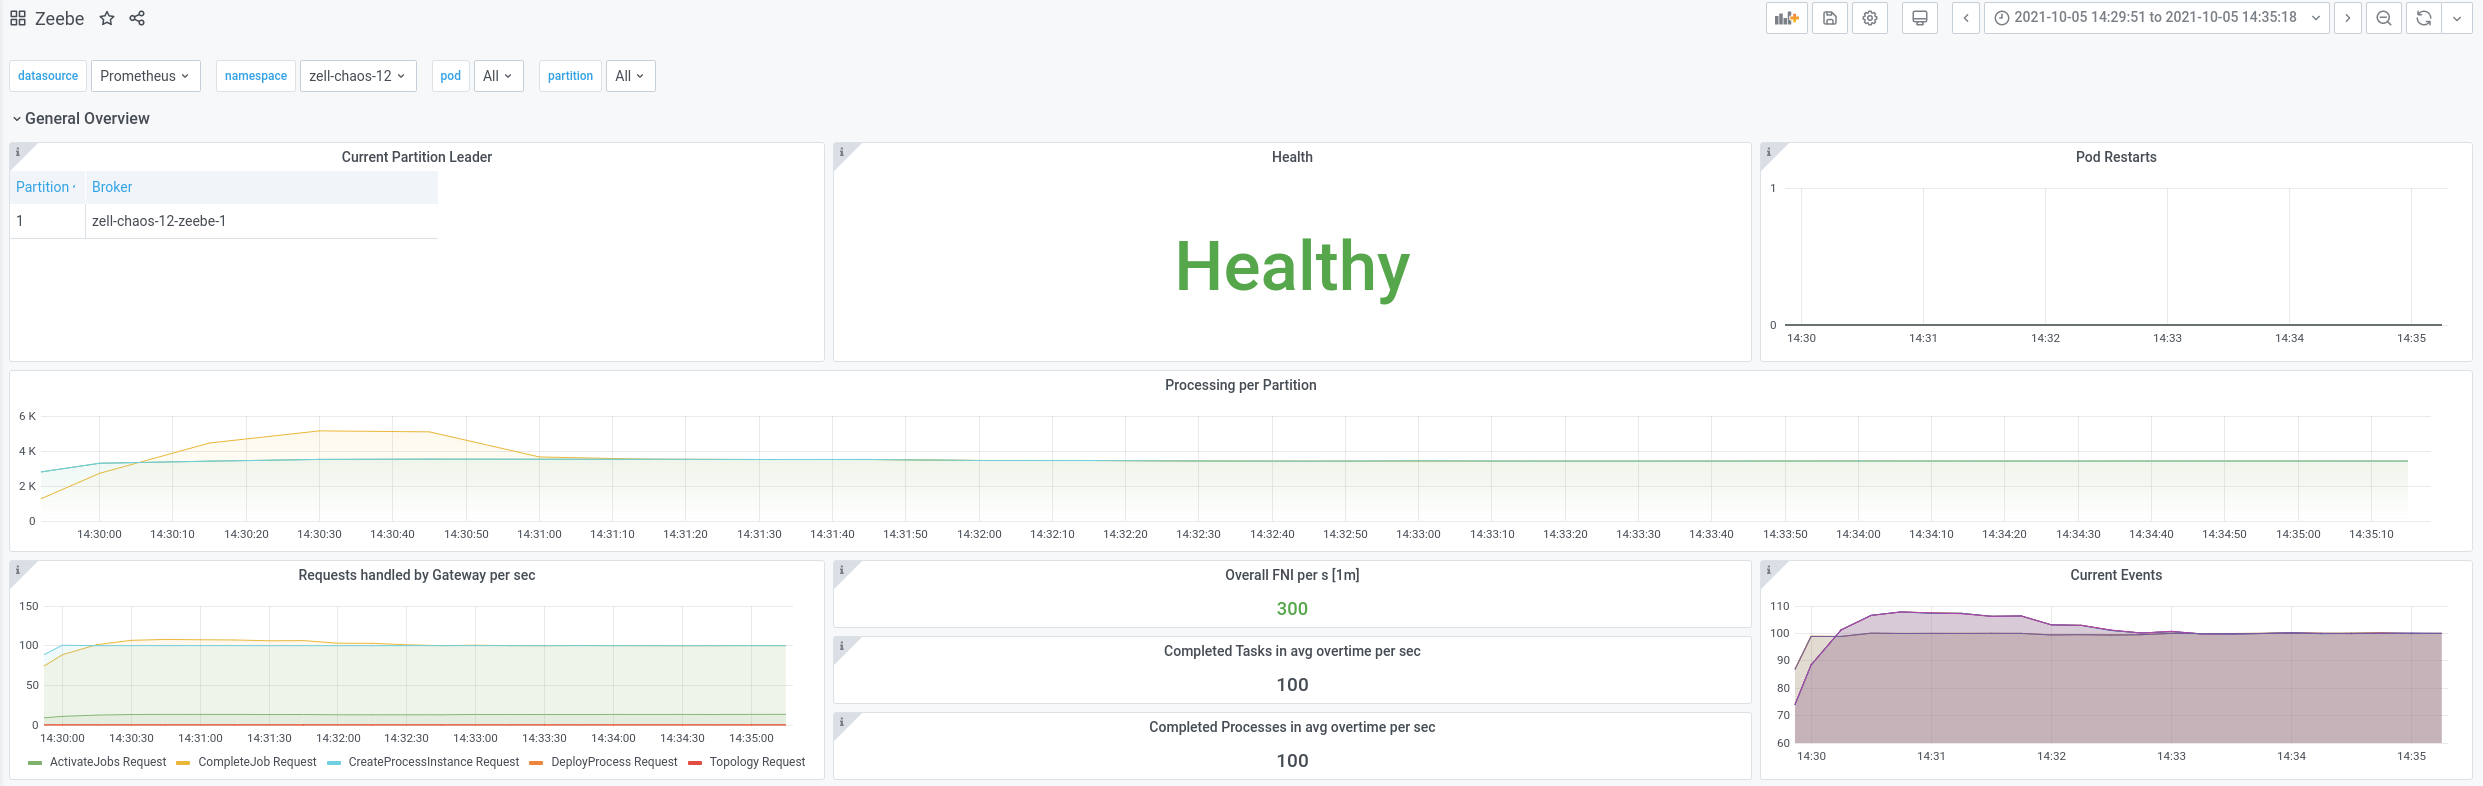 Zeebe
2021-10-05 14:29:51 to 2021-10-05 14:35:18
datasource Prometheus namespace zell-chaos-12 pod All partition All
General Overview
Current Partition Leader
Partition Broker
1 zell-chaos-12-zeebe-1
Health
Healthy
Pod Restarts
1
0
14:30 14:31 14:32 14:33 14:34 14:35
Processing per Partition
6 K
4 K
2 K
0
14:30:00 14:30:10 14:30:20 14:30:30 14:30:40 14:30:50 14:31:00 14:31:10 14:31:20 14:31:30 14:31:40 14:31:50 14:32:00 14:32:10 14:32:20 14:32:30 14:32:40 14:32:50 14:33:00 14:33:10 14:33:20 14:33:30 14:33:40 14:33:50 14:34:00 14:34:10 14:34:20 14:34:30 14:34:40 14:34:50 14:35:00 14:35:10
Requests handled by Gateway per sec
150
100
50
0
14:30:00 14:30:30 14:31:00 14:31:30 14:32:00 14:32:30 14:33:00 14:33:30 14:34:00 14:34:30 14:35:00
ActivateJobs Request CompleteJob Request CreateProcessInstance Request DeployProcess Request Topology Request
Overall FNI per s [1m]
300
Completed Tasks in avg overtime per sec
100
Completed Processes in avg overtime per sec
100
Current Events
110
100
90
80
70
60
14:30 14:31 14:32 14:33 14:34 14:35